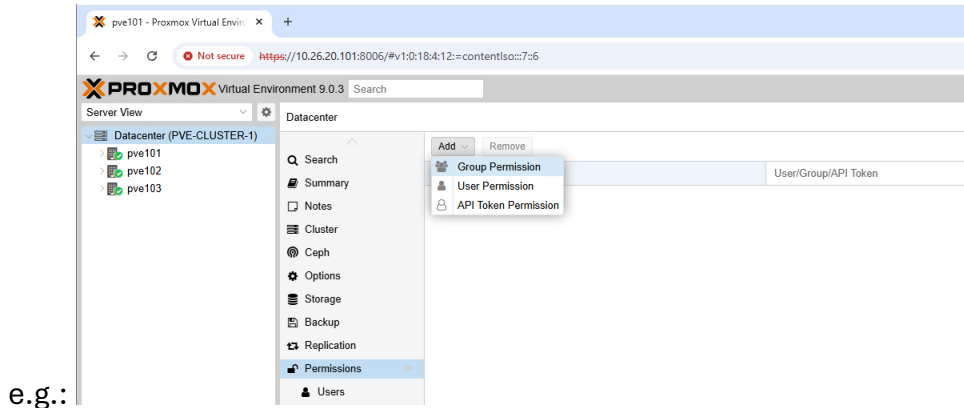 pve101 - Proxmox Virtual Enviro
Not secure https://10.26.20.101:8006/#v1:0:18:4:12:=contentIso:::7::6
PROXMOX Virtual Environment 9.0.3 Search
Server View
Datacenter
Datacenter (PVE-CLUSTER-1)
pve101
pve102
pve103
Search
Summary
Notes
Cluster
Ceph
Options
Storage
Backup
Replication
Permissions
Users
Add Remove
Group Permission
User Permission
API Token Permission
User/Group/API Token
e.g.: